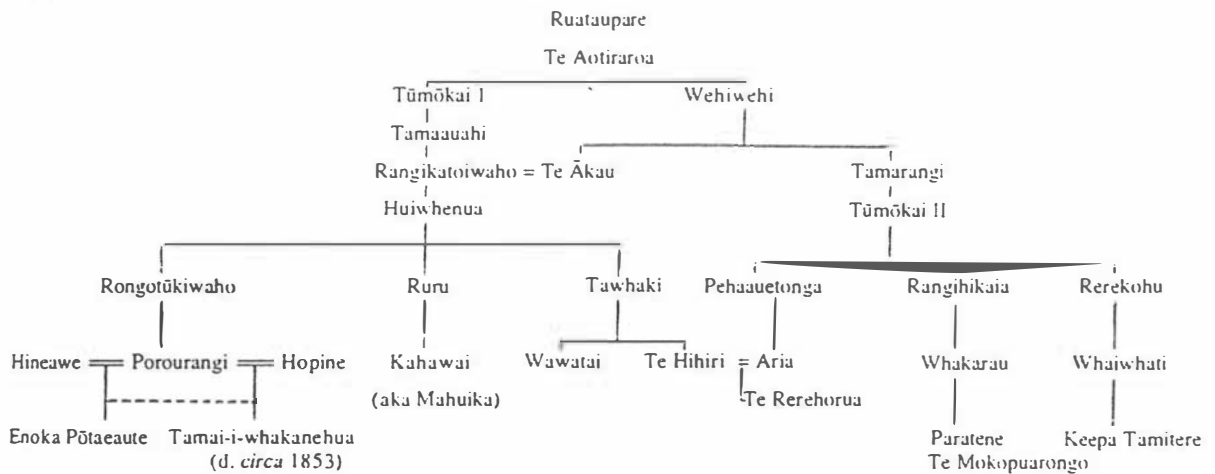 Ruataupare
Te Aotiraroa
Tūmōkai I Wehiwehi
Tamaauahi
Rangikatoiwaho = Te Ākau Tamarangi
Huiwhenua Tūmōkai II
Rongotūkiwaho Ruru Tawhaki Pehaauetonga Rangihikaia Rerekohu
Hineawe Porourangi Hopine Kahawai Wawatai Te Hihiri = Aria Whakarau Whaiwhati
(aka Mahuika) Te Rerehorua
Enoka Pōtaeaute Tamai-i-whakanehua Paratene Keepa Tamitere
(d. circa 1853) Te Mokopuarongo